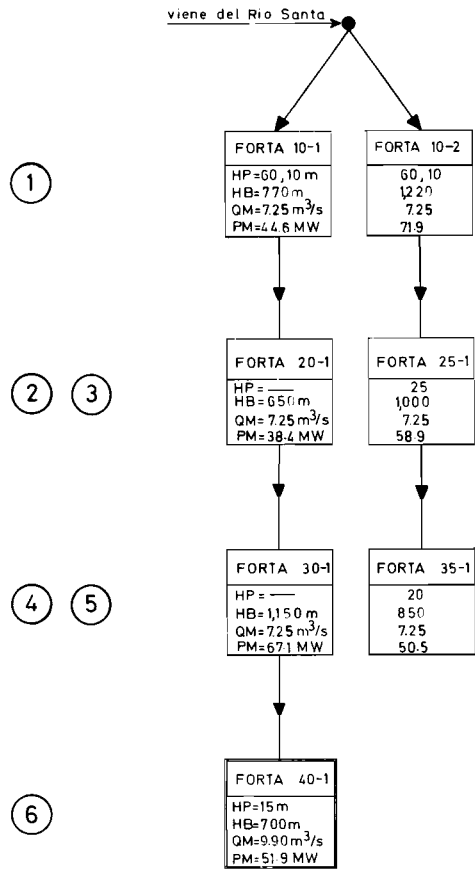 viene del Rio Santa
1
FORTA 10-1
HP=60,10 m
HB=770m
QM=7.25 m³/s
PM=44.6 MW
FORTA 10-2
60,10
1,220
7.25
71.9
2
3
FORTA 20-1
HP = —
HB=650m
QM=7.25 m³/s
PM=38.4 MW
FORTA 25-1
25
1,000
7.25
58.9
4
5
FORTA 30-1
HP = —
HB=1,150 m
QM=7.25 m³/s
PM=67.1 MW
FORTA 35-1
20
850
7.25
50.5
6
FORTA 40-1
HP=15m
HB=700m
QM=9.90 m³/s
PM=51.9 MW